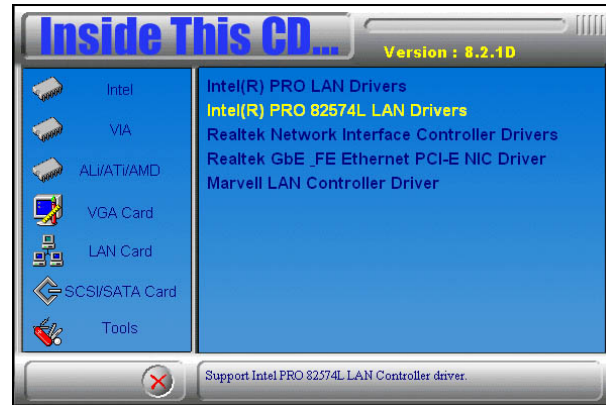 Inside This CD...
Version : 8.2.1D
Intel
VIA
ALi/ATi/AMD
VGA Card
LAN Card
SCSI/SATA Card
Tools
Intel(R) PRO LAN Drivers
Intel(R) PRO 82574L LAN Drivers
Realtek Network Interface Controller Drivers
Realtek GbE _FE Ethernet PCI-E NIC Driver
Marvell LAN Controller Driver
Support Intel PRO 82574L LAN Controller driver.